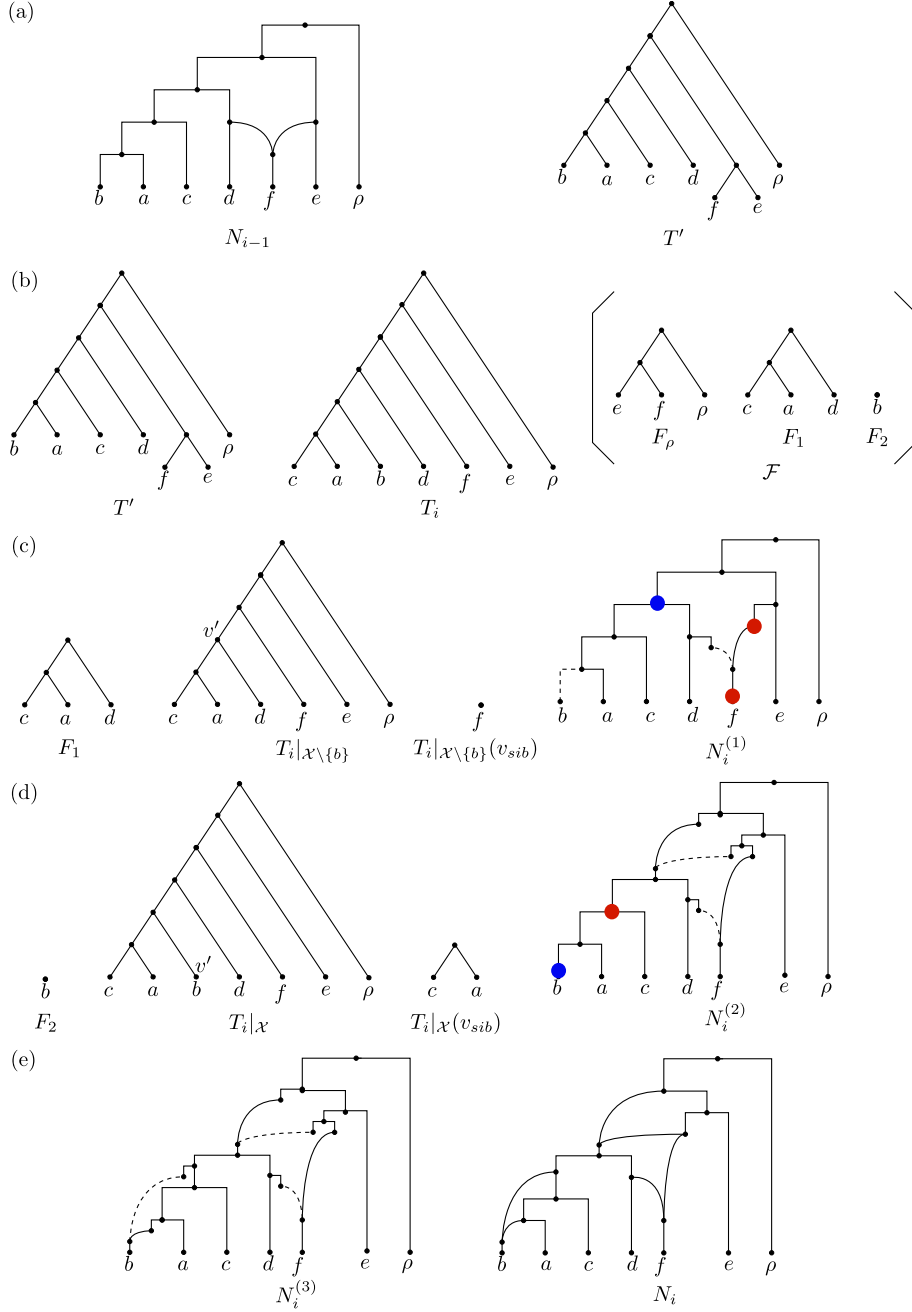 (a)
b a c d f e ρ
b a c d ρ
f e
N_{i−1}
T′
(b)
b a c d ρ
f e
c a b d f e ρ
e f ρ c a d b
F_ρ F_1 F_2
T′
T_i
𝓕
(c)
v′
c a d
c a d f e ρ
f
b a c d f e ρ
F_1
T_i|_{𝒳\{b}}
T_i|_{𝒳\{b}}(v_{sib})
N_i^{(1)}
(d)
v′
b
c a b d f e ρ
c a
b a c d f e ρ
F_2
T_i|_𝒳
T_i|_𝒳(v_{sib})
N_i^{(2)}
(e)
b a c d f e ρ
b a c d f e ρ
N_i^{(3)}
N_i